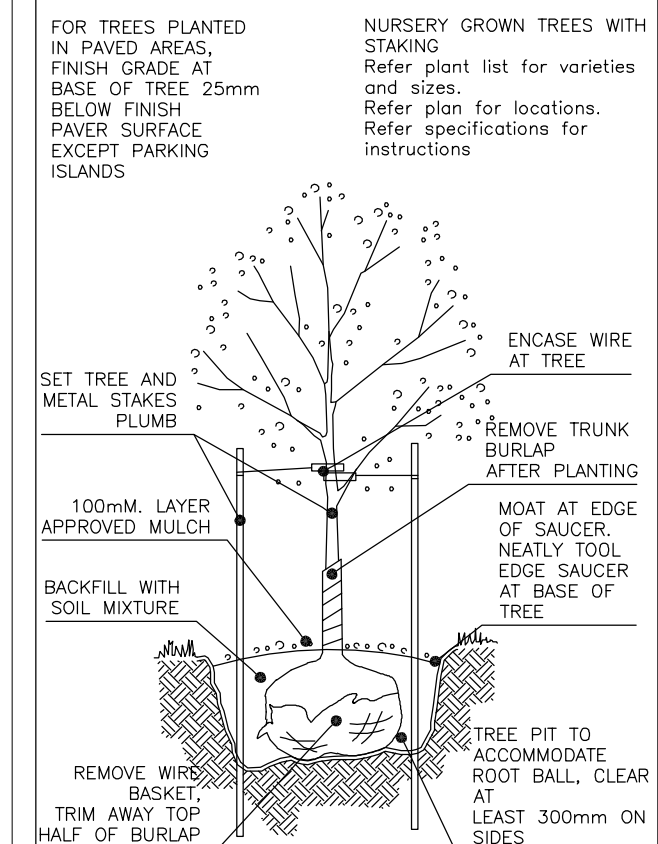 FOR TREES PLANTED
IN PAVED AREAS,
FINISH GRADE AT
BASE OF TREE 25mm
BELOW FINISH
PAVER SURFACE
EXCEPT PARKING
ISLANDS
NURSERY GROWN TREES WITH
STAKING
Refer plant list for varieties
and sizes.
Refer plan for locations.
Refer specifications for
instructions
ENCASE WIRE
AT TREE
SET TREE AND
METAL STAKES
PLUMB
REMOVE TRUNK
BURLAP
AFTER PLANTING
100mM. LAYER
APPROVED MULCH
MOAT AT EDGE
OF SAUCER.
NEATLY TOOL
EDGE SAUCER
AT BASE OF
TREE
BACKFILL WITH
SOIL MIXTURE
REMOVE WIRE
BASKET,
TRIM AWAY TOP
HALF OF BURLAP
TREE PIT TO
ACCOMMODATE
ROOT BALL, CLEAR
AT
LEAST 300mm ON
SIDES